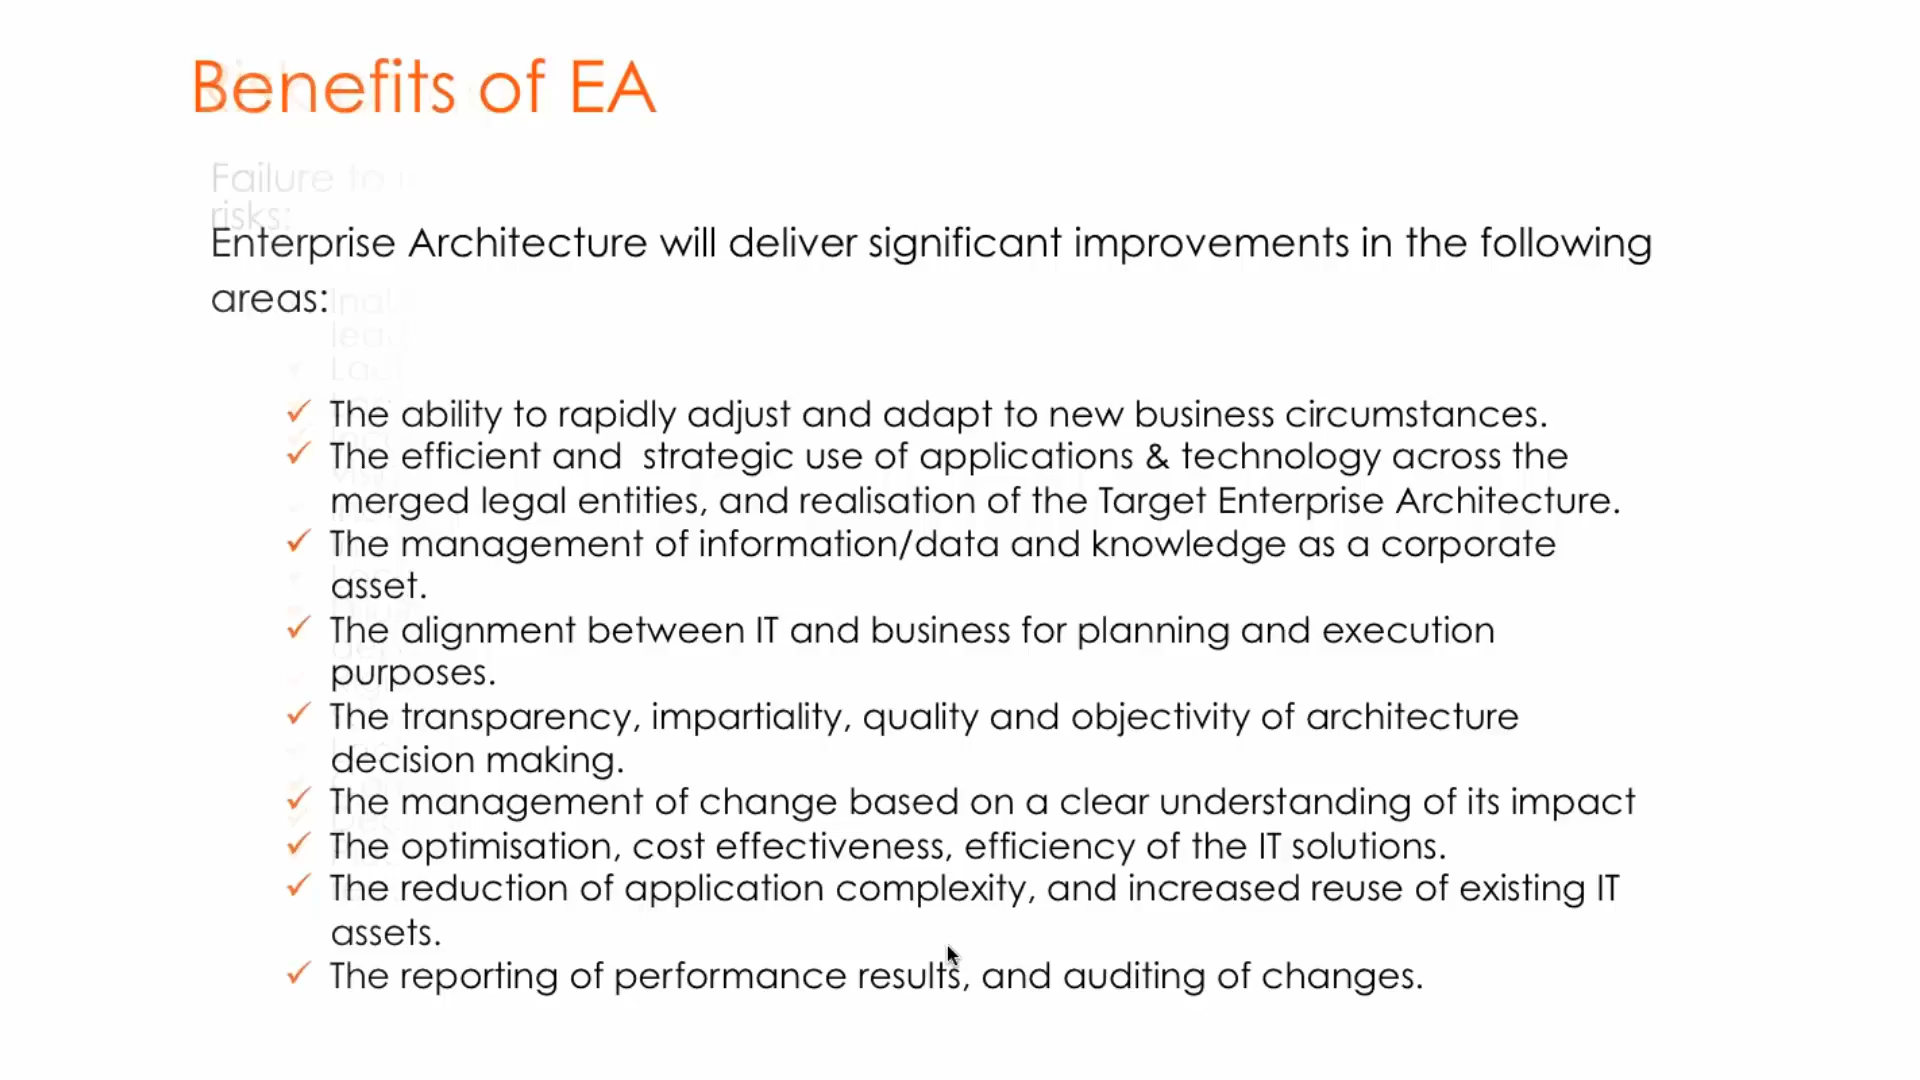 Benefits of EA
Failure to
risks:
Enterprise Architecture will deliver significant improvements in the following
areas:
✓ The ability to rapidly adjust and adapt to new business circumstances.
✓ The efficient and  strategic use of applications & technology across the
merged legal entities, and realisation of the Target Enterprise Architecture.
✓ The management of information/data and knowledge as a corporate
asset.
✓ The alignment between IT and business for planning and execution
purposes.
✓ The transparency, impartiality, quality and objectivity of architecture
decision making.
✓ The management of change based on a clear understanding of its impact
✓ The optimisation, cost effectiveness, efficiency of the IT solutions.
✓ The reduction of application complexity, and increased reuse of existing IT
assets.
✓ The reporting of performance results, and auditing of changes.